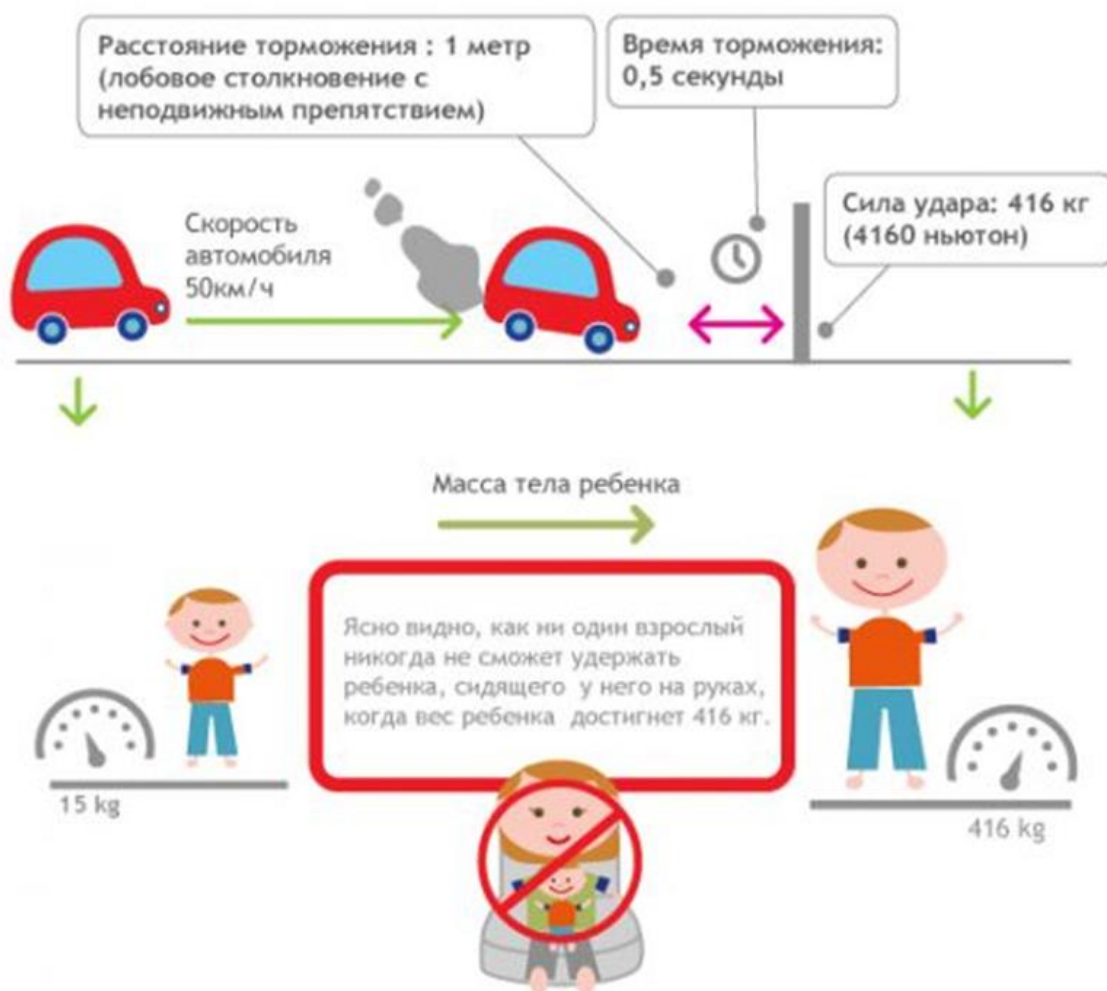 Расстояние торможения : 1 метр
(лобовое столкновение с
неподвижным препятствием)
Время торможения:
0,5 секунды
Сила удара: 416 кг
(4160 ньютон)
Скорость
автомобиля
50км/ч
Масса тела ребенка
Ясно видно, как ни один взрослый
никогда не сможет удержать
ребенка, сидящего у него на руках,
когда вес ребенка достигнет 416 кг.
15 kg
416 kg